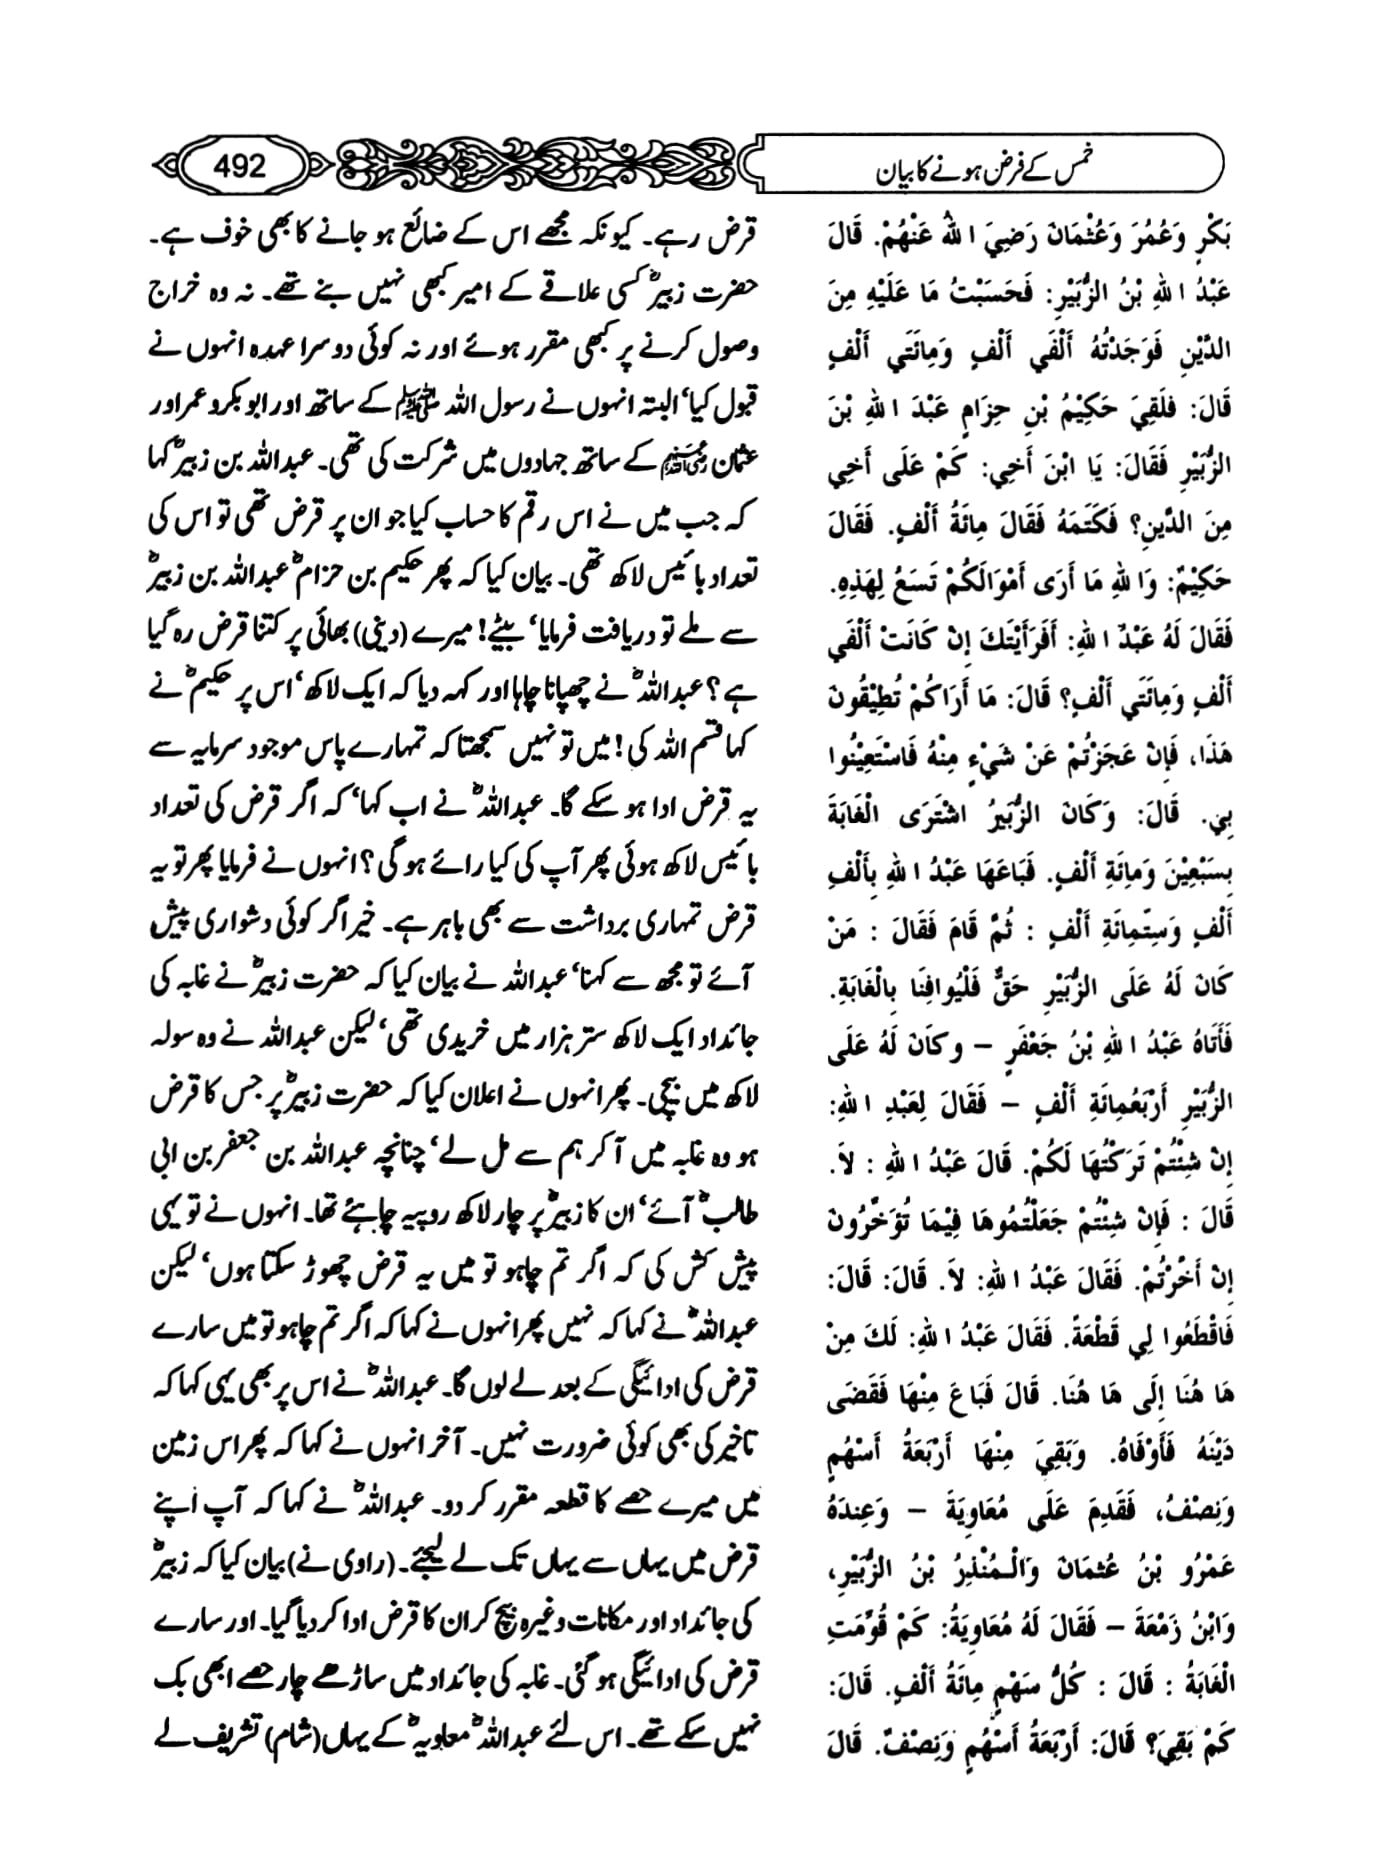 خمس کے فرض ہونے کا بیان
492
بَكْرٍ وَعُمَرَ وَعُثْمَانَ رَضِيَ اللهُ عَنْهُمْ. قَالَ
عَبْدُ اللهِ بْنُ الزُّبَيْرِ: فَحَسَبْتُ مَا عَلَيْهِ مِنَ
الدَّيْنِ فَوَجَدْتُهُ أَلْفَي أَلْفٍ وَمِائَتَي أَلْفٍ
قَالَ: فَلَقِيَ حَكِيْمُ بْنِ حِزَامٍ عَبْدَ اللهِ بْنَ
الزُّبَيْرِ فَقَالَ: يَا ابْنَ أَخِي: كَمْ عَلَى أَخِي
مِنَ الدَّيْنِ؟ فَكَتَمَهُ فَقَالَ مِائَةُ أَلْفٍ. فَقَالَ
حَكِيْمٌ: وَاللهِ مَا أَرَى أَمْوَالَكُمْ تَسَعُ لِهَذِهِ.
فَقَالَ لَهُ عَبْدُ اللهِ: أَفَرَأَيْتَكَ إِنْ كَانَتْ أَلْفَي
أَلْفٍ وَمِائَتَي أَلْفٍ؟ قَالَ: مَا أَرَاكُمْ تُطِيْقُونَ
هَذَا، فَإِنْ عَجَزْتُمْ عَنْ شَيْءٍ مِنْهُ فَاسْتَعِيْنُوا
بِي. قَالَ: وَكَانَ الزُّبَيْرُ اشْتَرَى الْغَابَةَ
بِسَبْعِيْنَ وَمِائَةِ أَلْفٍ. فَبَاعَهَا عَبْدُ اللهِ بِأَلْفِ
أَلْفٍ وَسِتّمِائَةِ أَلْفٍ : ثُمَّ قَامَ فَقَالَ : مَنْ
كَانَ لَهُ عَلَى الزُّبَيْرِ حَقٌّ فَلْيُوافِنَا بِالْغَابَةِ.
فَأَتَاهُ عَبْدُ اللهِ بْنُ جَعْفَرٍ – وَكَانَ لَهُ عَلَى
الزُّبَيْرِ أَرْبَعُمِائَةِ أَلْفٍ – فَقَالَ لِعَبْدِ اللهِ:
إِنْ شِئْتُمْ تَرَكْتُهَا لَكُمْ. قَالَ عَبْدُ اللهِ : لاَ.
قَالَ : فَإِنْ شِئْتُمْ جَعَلْتُمُوهَا فِيْمَا تُؤَخِّرُونَ
إِنْ أَخَّرْتُمْ. فَقَالَ عَبْدُ اللهِ: لاَ. قَالَ: قَالَ:
فَاقْطَعُوا لِي قَطْعَةً. فَقَالَ عَبْدُ اللهِ: لَكَ مِنْ
هَا هُنَا إِلَى هَا هُنَا. قَالَ فَبَاعَ مِنْهَا فَقَضَى
دَيْنَهُ فَأَوْفَاهُ. وَبَقِيَ مِنْهَا أَرْبَعَةُ أَسْهُمٍ
وَنِصْفُ، فَقَدِمَ عَلَى مُعَاوِيَةَ – وَعِنْدَهُ
عَمْرُو بْنُ عُثْمَانَ وَالْـمُنْذِرُ بْنُ الزُّبَيْرِ،
وَابْنُ زَمْعَةَ – فَقَالَ لَهُ مُعَاوِيَةُ: كَمْ قُوِّمَتِ
الْغَابَةُ : قَالَ : كُلُّ سَهْمٍ مِائَةُ أَلْفٍ. قَالَ:
كَمْ بَقِيَ؟ قَالَ: أَرْبَعَةُ أَسْهُمٍ وَنِصْفٌ. قَالَ
قرض رہے۔ کیونکہ مجھے اس کے ضائع ہو جانے کا بھی خوف ہے۔
حضرت زبیرؓ کسی علاقے کے امیر کبھی نہیں بنے تھے۔ نہ وہ خراج
وصول کرنے پر کبھی مقرر ہوئے اور نہ کوئی دوسرا عہدہ انہوں نے
قبول کیا‘ البتہ انہوں نے رسول اللہ ﷺ کے ساتھ اور ابوبکر و عمر اور
عثمان رضی اللہ عنہم کے ساتھ جہادوں میں شرکت کی تھی۔ عبداللہ بن زبیرؓ کہا
کہ جب میں نے اس رقم کا حساب کیا جو ان پر قرض تھی تو اس کی
تعداد بائیس لاکھ تھی۔ بیان کیا کہ پھر حکیم بن حزامؓ عبداللہ بن زبیرؓ
سے ملے تو دریافت فرمایا‘ بیٹے! میرے (دینی) بھائی پر کتنا قرض رہ گیا
ہے؟ عبداللہؓ نے چھپانا چاہا اور کہہ دیا کہ ایک لاکھ‘ اس پر حکیمؓ نے
کہا قسم اللہ کی! میں تو نہیں سمجھتا کہ تمہارے پاس موجود سرمایہ سے
یہ قرض ادا ہو سکے گا۔ عبداللہؓ نے اب کہا‘ کہ اگر قرض کی تعداد
بائیس لاکھ ہوئی پھر آپ کی کیا رائے ہو گی؟ انہوں نے فرمایا پھر تو یہ
قرض تمہاری برداشت سے بھی باہر ہے۔ خیر اگر کوئی دشواری پیش
آئے تو مجھ سے کہنا‘ عبداللہ نے بیان کیا کہ حضرت زبیرؓ نے غابہ کی
جائداد ایک لاکھ ستر ہزار میں خریدی تھی‘ لیکن عبداللہ نے وہ سولہ
لاکھ میں بیچی۔ پھر انہوں نے اعلان کیا کہ حضرت زبیرؓ پر جس کا قرض
ہو وہ غابہ میں آ کر ہم سے مل لے‘ چنانچہ عبداللہ بن جعفر بن ابی
طالبؓ آئے‘ ان کا زبیرؓ پر چار لاکھ روپیہ چاہئے تھا۔ انہوں نے تو یہی
پیش کش کی کہ اگر تم چاہو تو میں یہ قرض چھوڑ سکتا ہوں‘ لیکن
عبداللہؓ نے کہا کہ نہیں پھر انہوں نے کہا کہ اگر تم چاہو تو میں سارے
قرض کی ادائیگی کے بعد لے لوں گا۔ عبداللہؓ نے اس پر بھی یہی کہا کہ
تاخیر کی بھی کوئی ضرورت نہیں۔ آخر انہوں نے کہا کہ پھر اس زمین
میں میرے حصے کا قطعہ مقرر کر دو۔ عبداللہؓ نے کہا کہ آپ اپنے
قرض میں یہاں سے یہاں تک لے لیجئے۔ (راوی نے) بیان کیا کہ زبیرؓ
کی جائداد اور مکانات وغیرہ بیچ کر ان کا قرض ادا کر دیا گیا۔ اور سارے
قرض کی ادائیگی ہو گئی۔ غابہ کی جائداد میں ساڑھے چار حصے ابھی بک
نہیں سکے تھے۔ اس لئے عبداللہؓ معاویہؓ کے یہاں (شام) تشریف لے